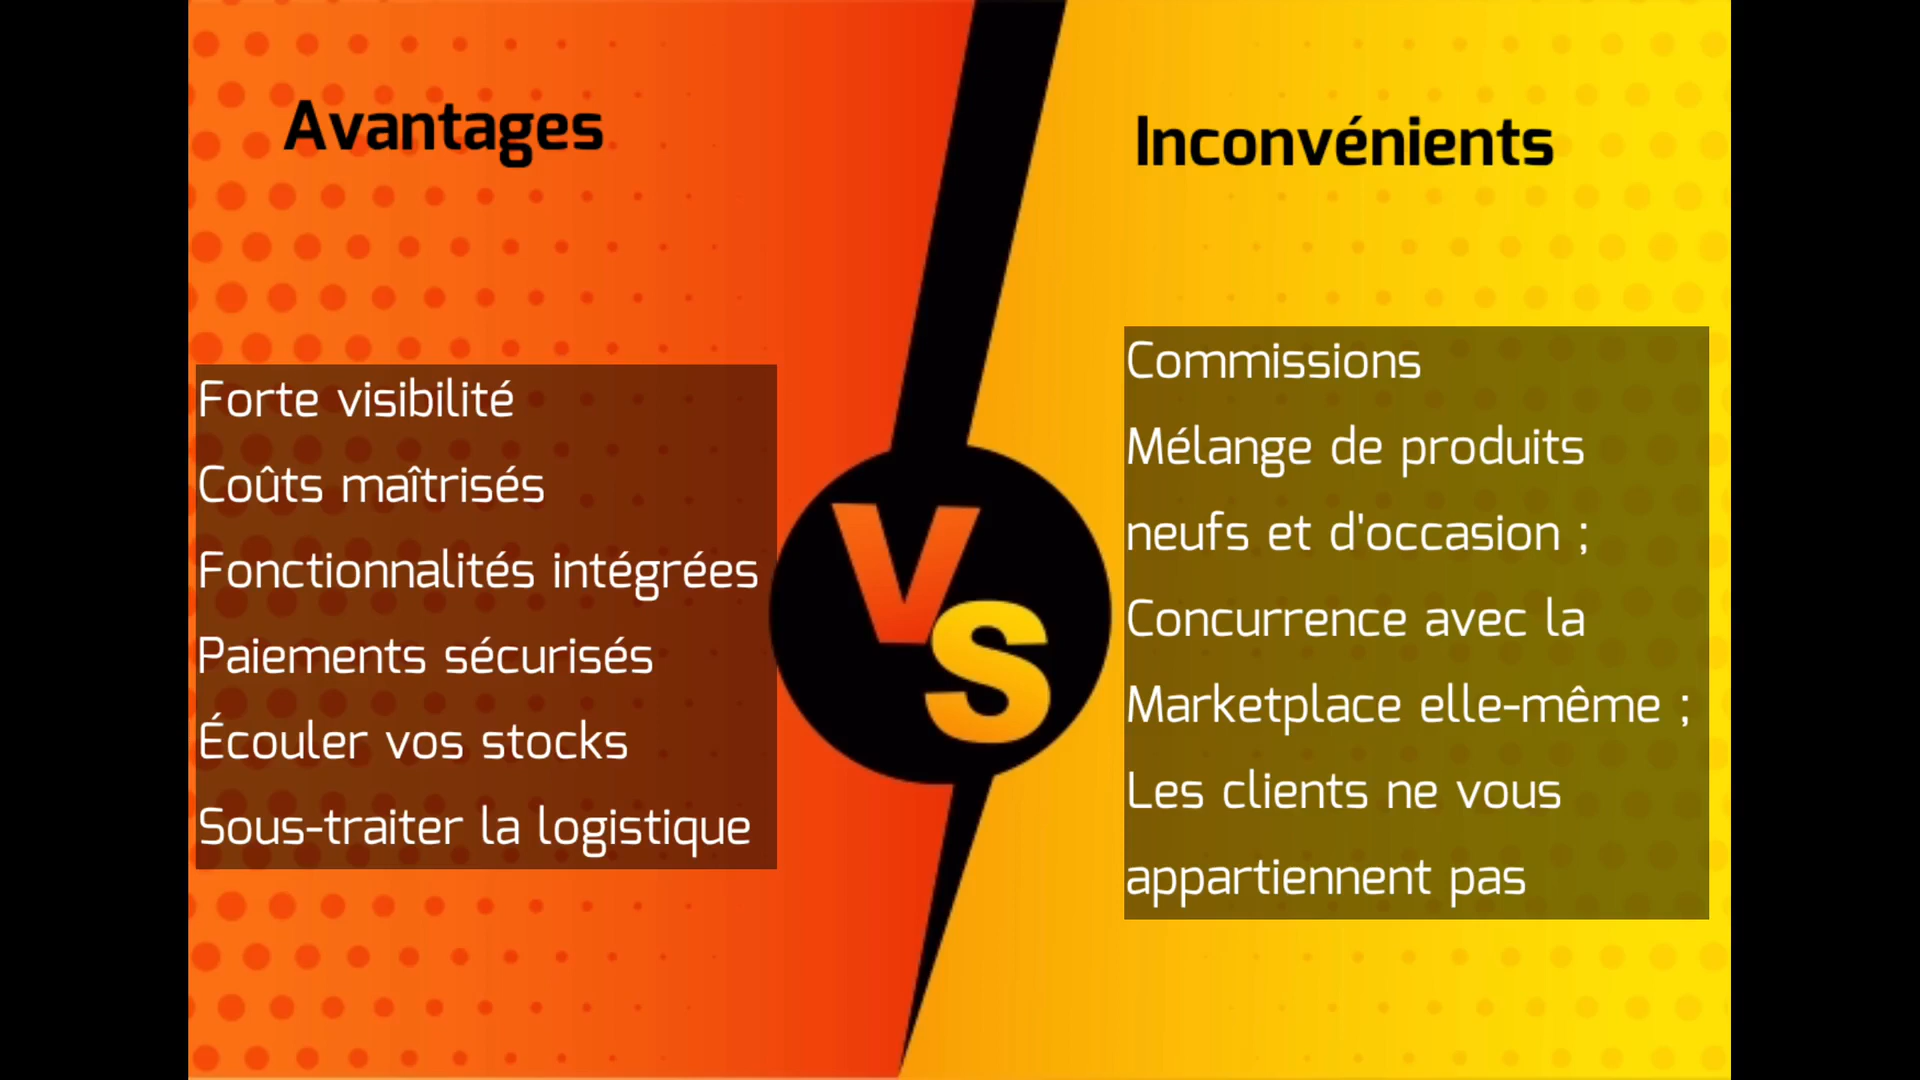 Avantages
Forte visibilité
Coûts maîtrisés
Fonctionnalités intégrées
Paiements sécurisés
Écouler vos stocks
Sous-traiter la logistique
VS
Inconvénients
Commissions
Mélange de produits
neufs et d'occasion ;
Concurrence avec la
Marketplace elle-même ;
Les clients ne vous
appartiennent pas